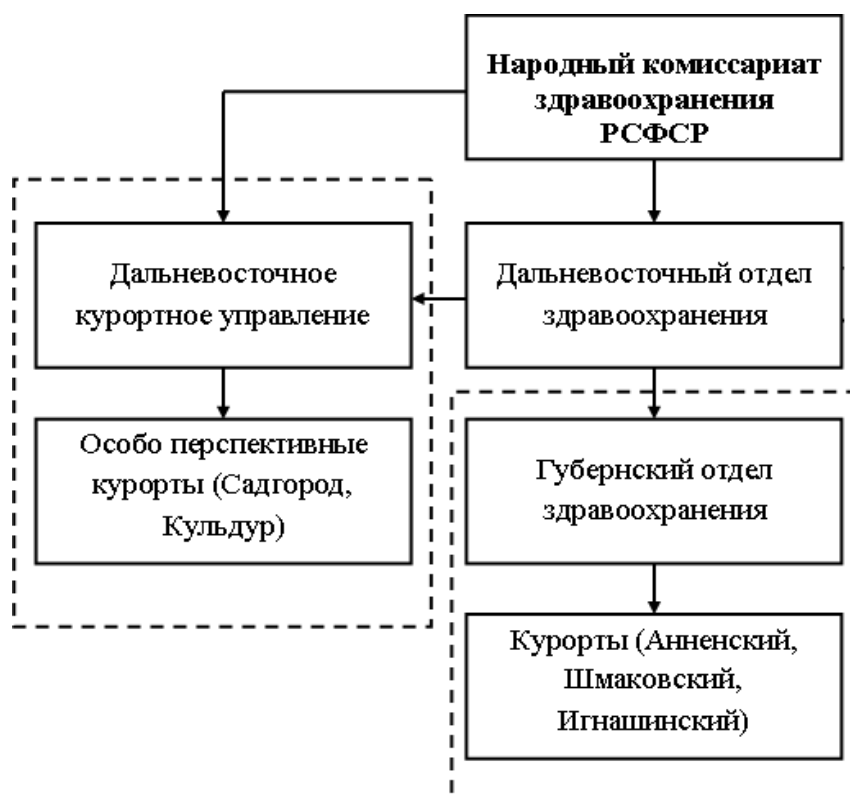 Народный комиссариат
здравоохранения
РСФСР
Дальневосточное
курортное управление
Дальневосточный отдел
здравоохранения
Особо перспективные
курорты (Садгород,
Кульдур)
Губернский отдел
здравоохранения
Курорты (Анненский,
Шмаковский,
Игнашинский)